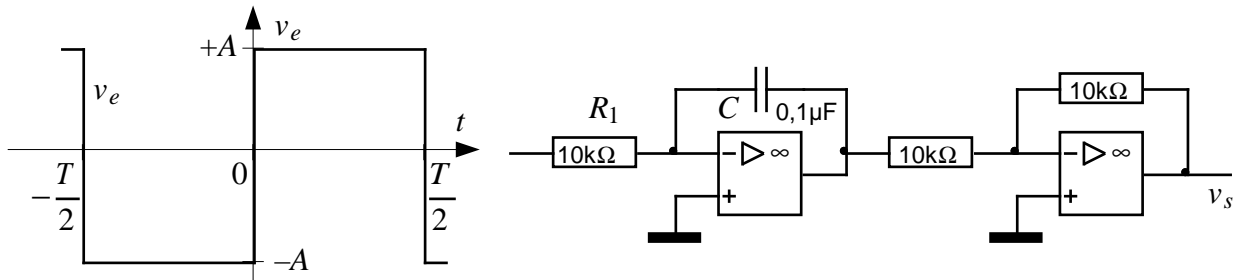 v_e
+A
v_e
t
0
-T/2
T/2
-A
R_1
10kΩ
C
0,1µF
- ▷ ∞
+
10kΩ
10kΩ
- ▷ ∞
+
v_s